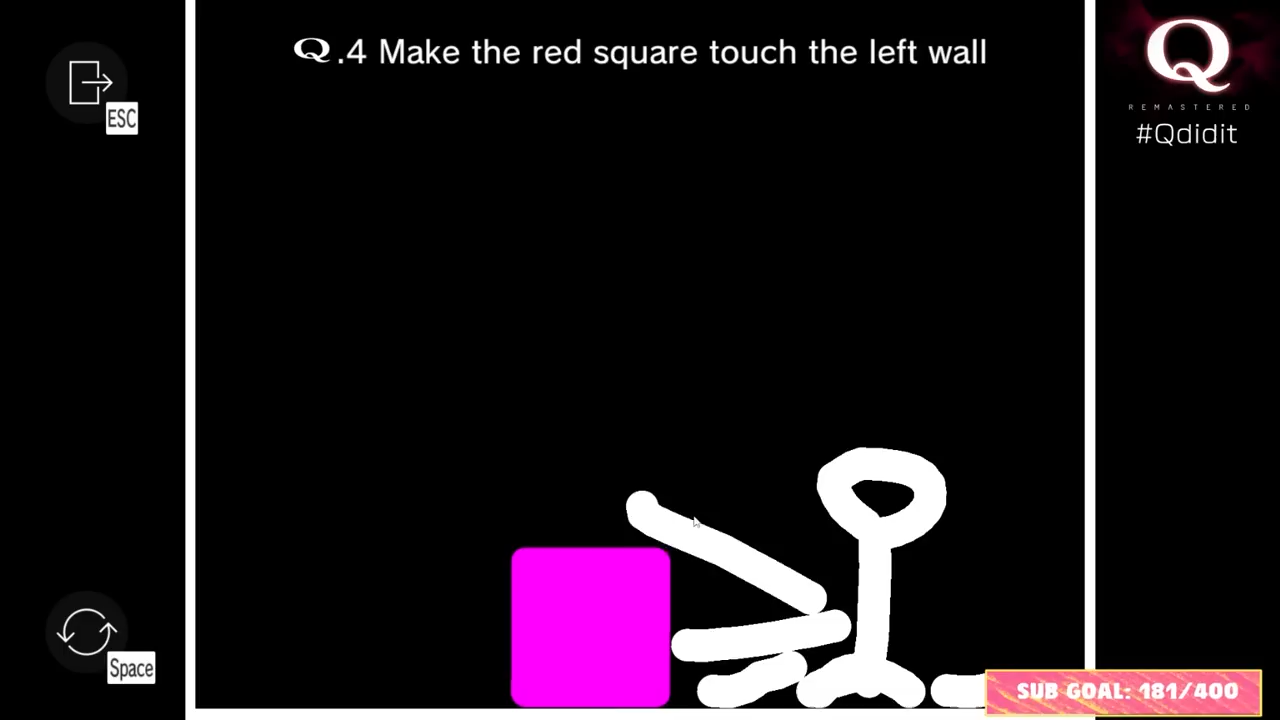 Q.4 Make the red square touch the left wall
ESC
Q
REMASTERED
#Qdidit
Space
SUB GOAL: 181/400